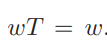 wT = w.